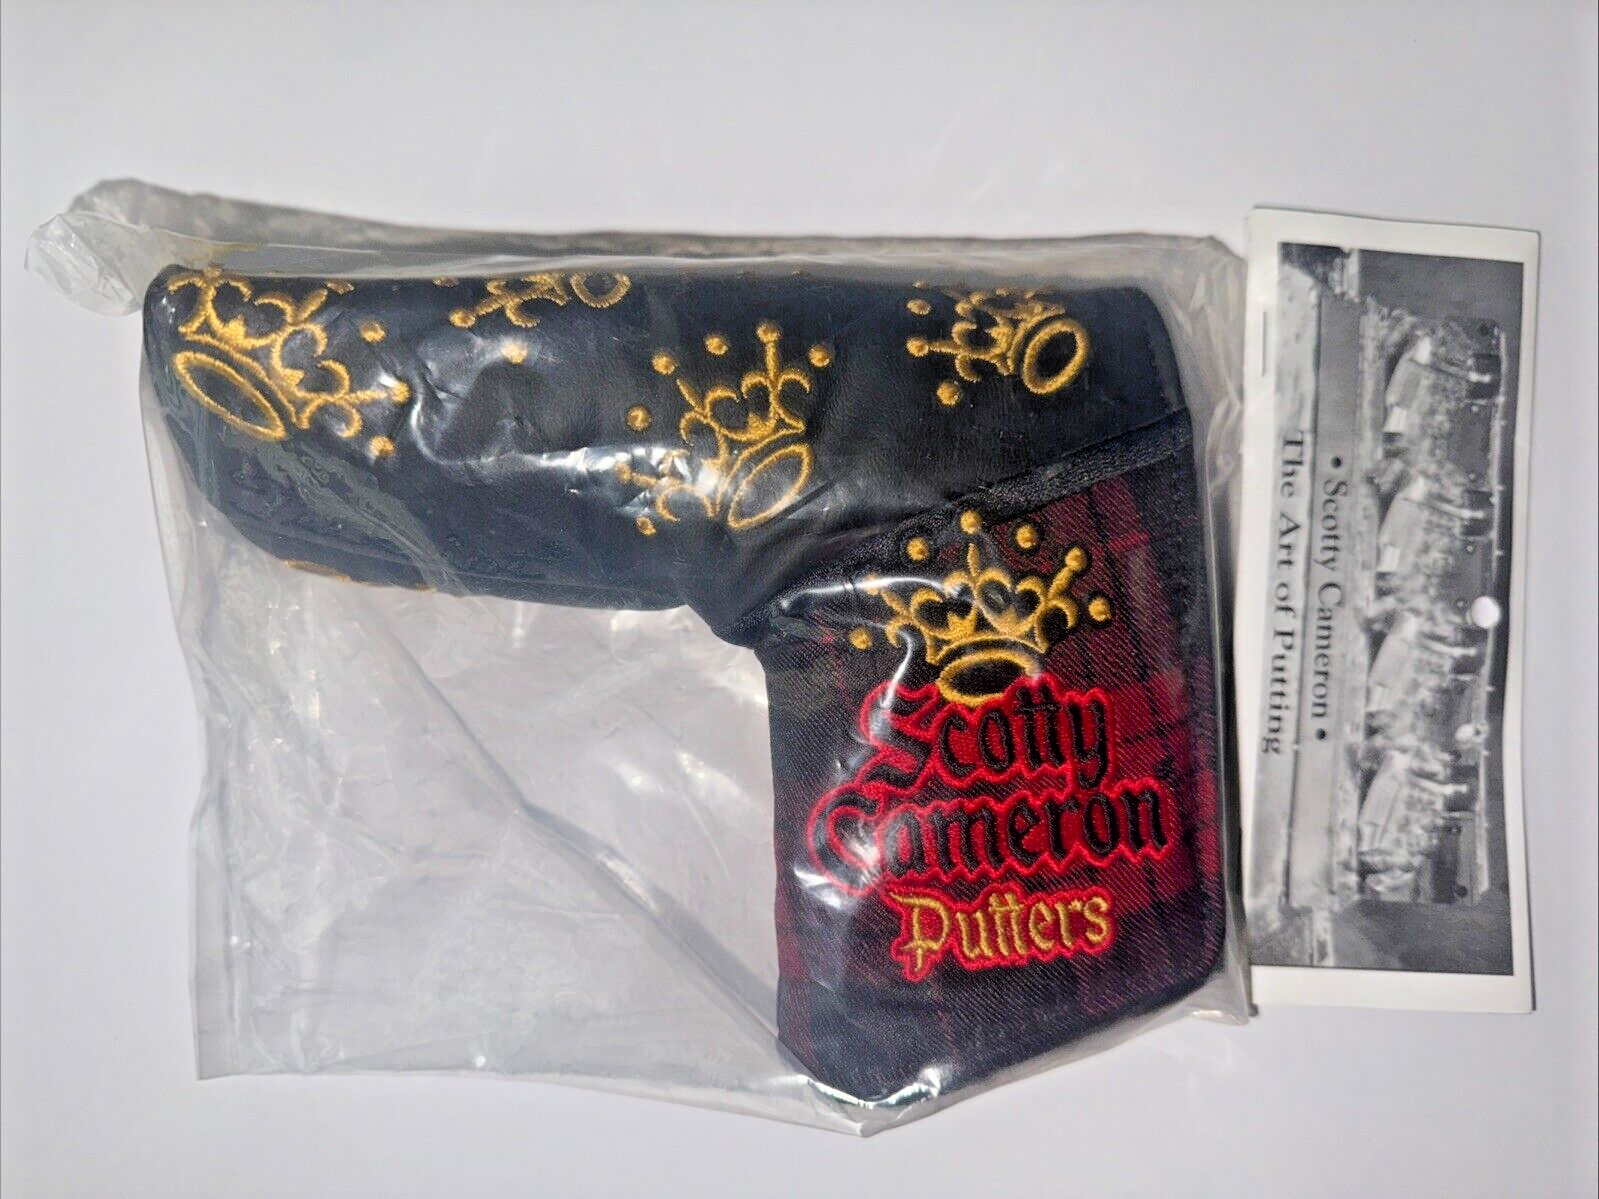 Scotty
Cameron
Putters
• Scotty Cameron •
The Art of Putting